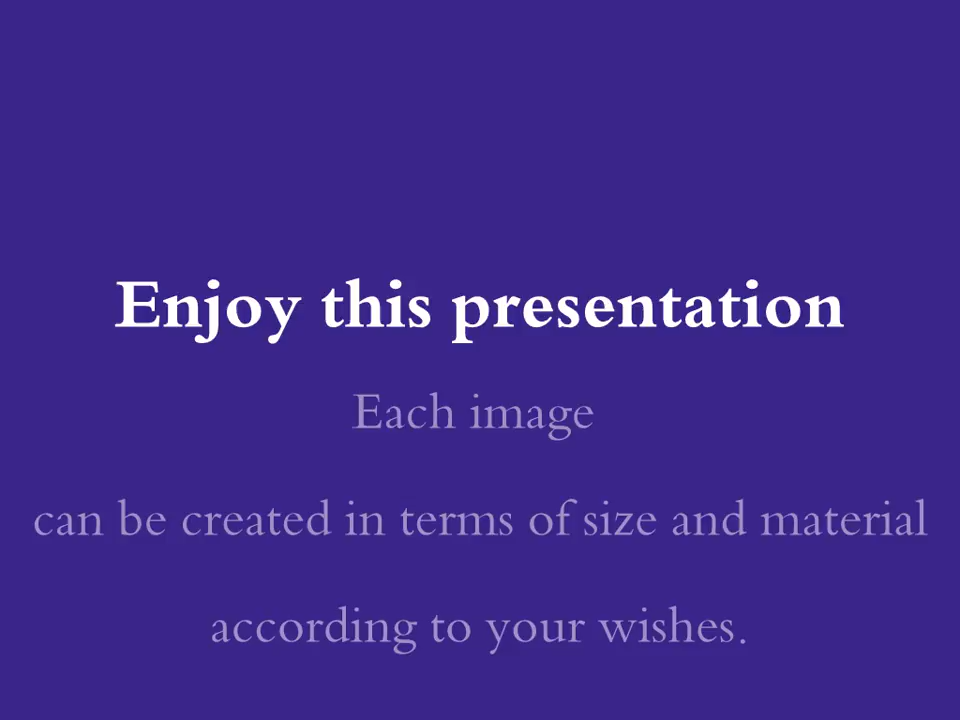 Enjoy this presentation
Each image
can be created in terms of size and material
according to your wishes.